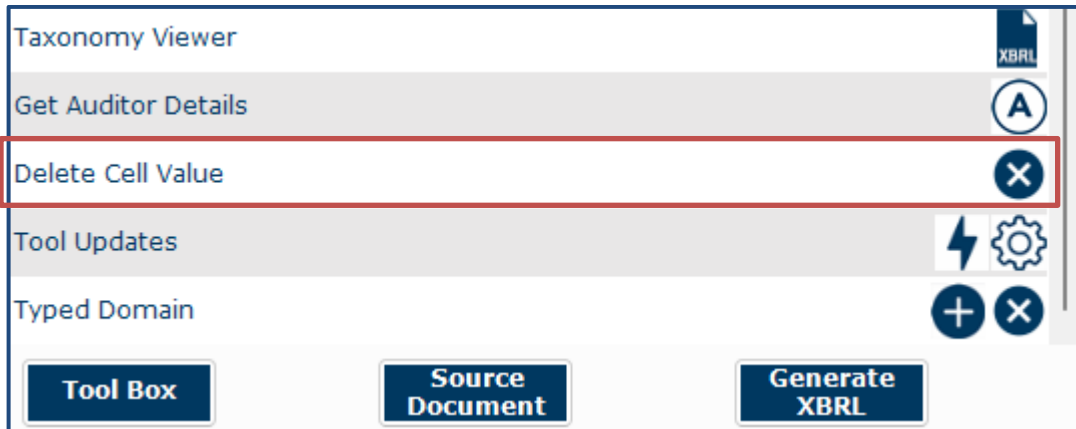 Taxonomy Viewer
XBRL
Get Auditor Details
A
Delete Cell Value
Tool Updates
Typed Domain
Tool Box
Source
Document
Generate
XBRL